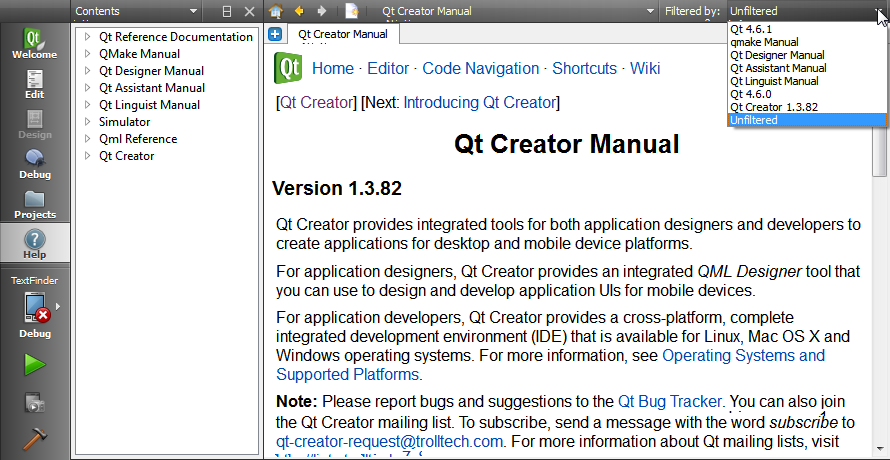 Contents
Qt Creator Manual
Filtered by:
Unfiltered
Welcome
Edit
Design
Debug
Projects
Help
TextFinder
Debug
Qt Reference Documentation
QMake Manual
Qt Designer Manual
Qt Assistant Manual
Qt Linguist Manual
Simulator
Qml Reference
Qt Creator
Qt Creator Manual
Qt 4.6.1
qmake Manual
Qt Designer Manual
Qt Assistant Manual
Qt Linguist Manual
Qt 4.6.0
Qt Creator 1.3.82
Unfiltered
Qt Home · Editor · Code Navigation · Shortcuts · Wiki
[Qt Creator] [Next: Introducing Qt Creator]
Qt Creator Manual
Version 1.3.82
Qt Creator provides integrated tools for both application designers and developers to
create applications for desktop and mobile device platforms.
For application designers, Qt Creator provides an integrated QML Designer tool that
you can use to design and develop application UIs for mobile devices.
For application developers, Qt Creator provides a cross-platform, complete
integrated development environment (IDE) that is available for Linux, Mac OS X and
Windows operating systems. For more information, see Operating Systems and
Supported Platforms.
Note: Please report bugs and suggestions to the Qt Bug Tracker. You can also join
the Qt Creator mailing list. To subscribe, send a message with the word subscribe to
qt-creator-request@trolltech.com. For more information about Qt mailing lists, visit